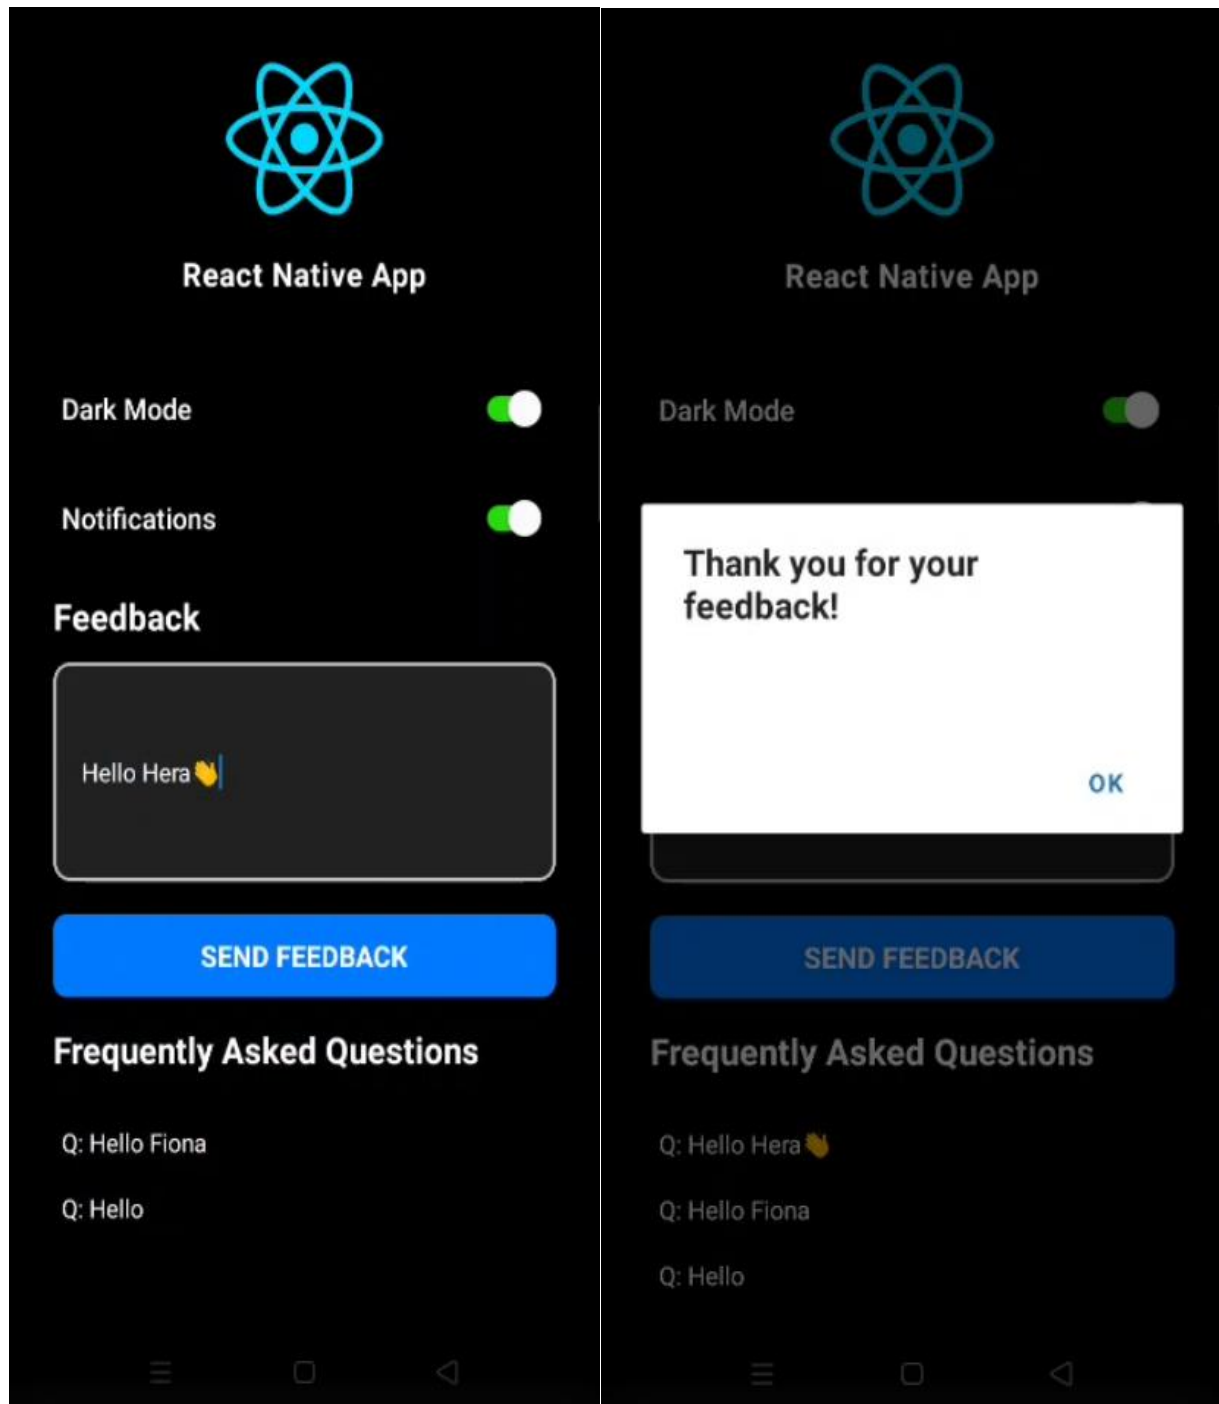 React Native App
Dark Mode
Notifications
Feedback
Hello Hera👋
SEND FEEDBACK
Frequently Asked Questions
Q: Hello Fiona
Q: Hello
React Native App
Dark Mode
Thank you for your
feedback!
OK
SEND FEEDBACK
Frequently Asked Questions
Q: Hello Hera👋
Q: Hello Fiona
Q: Hello